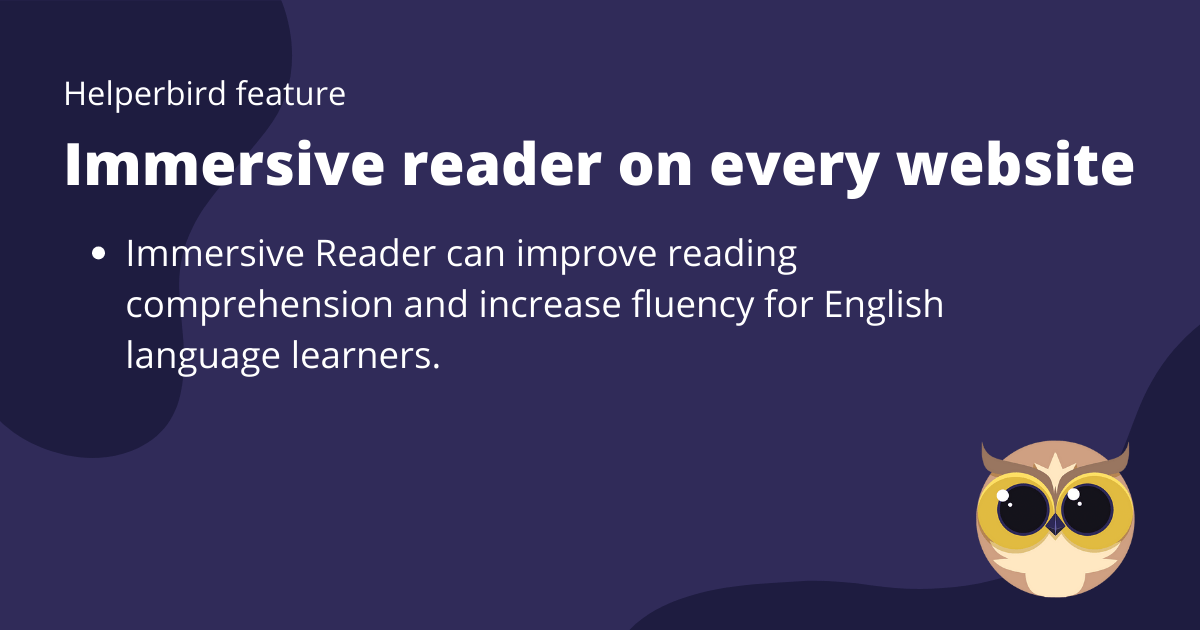 Helperbird feature
Immersive reader on every website
• Immersive Reader can improve reading
comprehension and increase fluency for English
language learners.